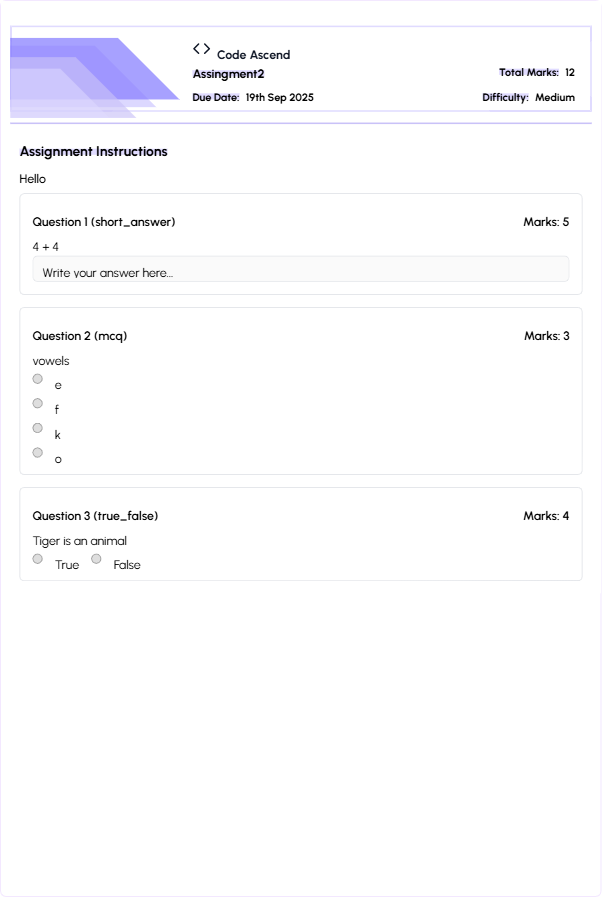 <> Code Ascend
Assingment2
Total Marks: 12
Due Date: 19th Sep 2025
Difficulty: Medium
Assignment Instructions
Hello
Question 1 (short_answer)
Marks: 5
4 + 4
Write your answer here...
Question 2 (mcq)
Marks: 3
vowels
e
f
k
o
Question 3 (true_false)
Marks: 4
Tiger is an animal
True False